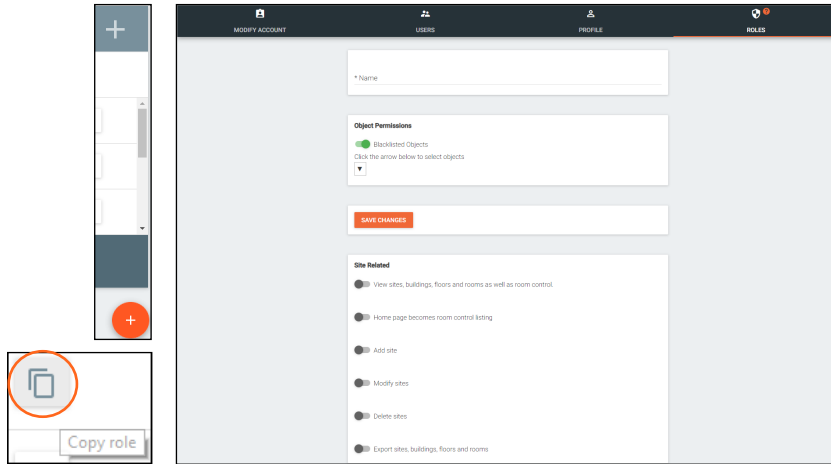 MODIFY ACCOUNT
USERS
PROFILE
?
ROLES
* Name
Object Permissions
Blacklisted Objects
Click the arrow below to select objects
SAVE CHANGES
Site Related
View sites, buildings, floors and rooms as well as room control.
Home page becomes room control listing
Add site
Modify sites
Delete sites
Export sites, buildings, floors and rooms
Copy role